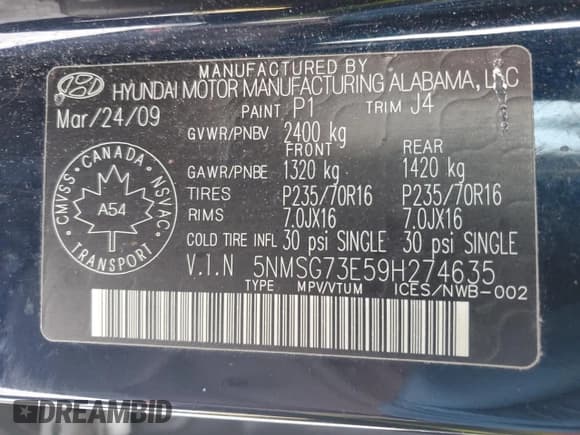 MANUFACTURED BY
HYUNDAI MOTOR MANUFACTURING ALABAMA, LLC
Mar/24/09
PAINT P1 TRIM J4
GVWR/PNBV 2400 kg
FRONT REAR
GAWR/PNBE 1320 kg 1420 kg
TIRES P235/70R16 P235/70R16
RIMS 7.0JX16 7.0JX16
COLD TIRE INFL 30 psi SINGLE 30 psi SINGLE
V.I.N 5NMSG73E59H274635
TYPE MPV/VTUM ICES/NWB-002
CANADA
CMVSS NSVAC
A54
TRANSPORT
DREAMBID